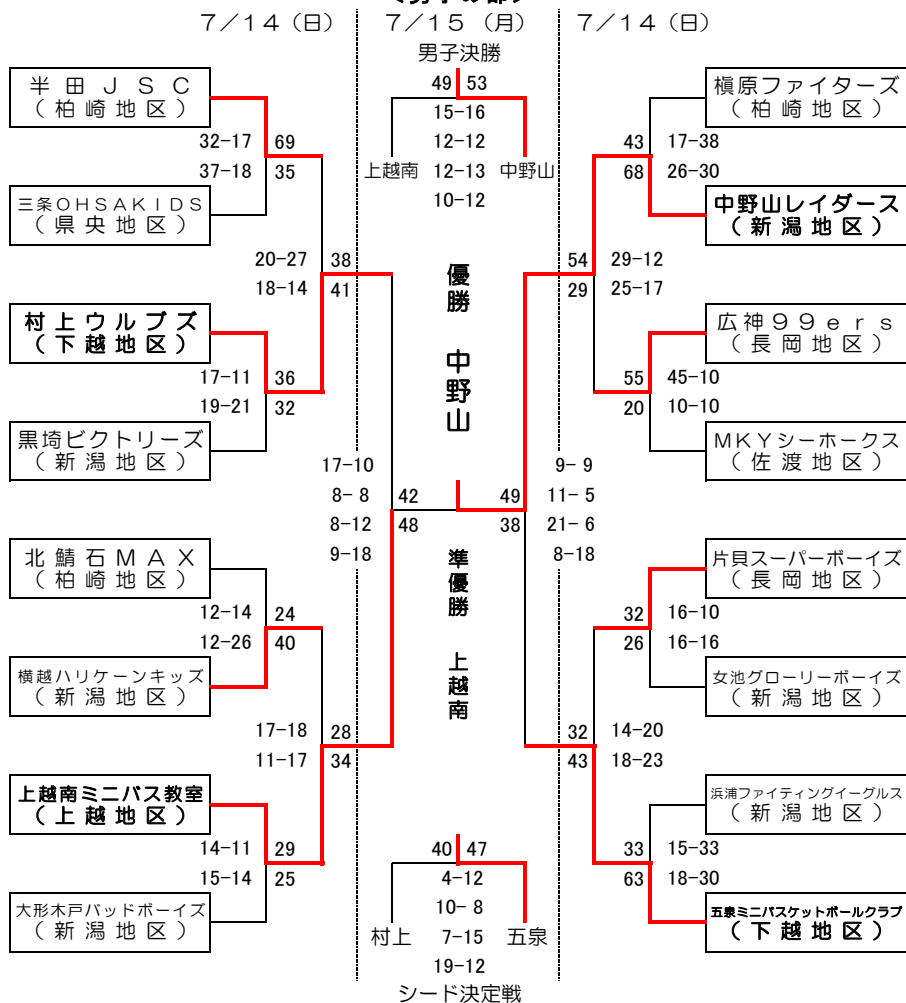 7/14（日）
7/15（月）
7/14（日）
男子決勝
49 53
15-16
12-12
12-13
10-12
上越南
中野山
半田JSC
（柏崎地区）
32-17 69
37-18 35
三条OHSAKIDS
（県央地区）
20-27 38
18-14 41
村上ウルブズ
（下越地区）
17-11 36
19-21 32
黒埼ビクトリーズ
（新潟地区）
17-10
8- 8
8-12
9-18
42
48
北鯖石MAX
（柏崎地区）
12-14 24
12-26 40
横越ハリケーンキッズ
（新潟地区）
17-18 28
11-17 34
上越南ミニバス教室
（上越地区）
14-11 29
15-14 25
大形木戸バッドボーイズ
（新潟地区）
優勝 中野山
準優勝 上越南
槇原ファイターズ
（柏崎地区）
43 17-38
68 26-30
中野山レイダース
（新潟地区）
54 29-12
29 25-17
広神99ers
（長岡地区）
55 45-10
20 10-10
MKYシーホークス
（佐渡地区）
49
38
9- 9
11- 5
21- 6
8-18
片貝スーパーボーイズ
（長岡地区）
32 16-10
26 16-16
女池グローリーボーイズ
（新潟地区）
32 14-20
43 18-23
浜浦ファイティングイーグルス
（新潟地区）
33 15-33
63 18-30
五泉ミニバスケットボールクラブ
（下越地区）
40 47
4-12
10- 8
7-15
19-12
村上
五泉
シード決定戦